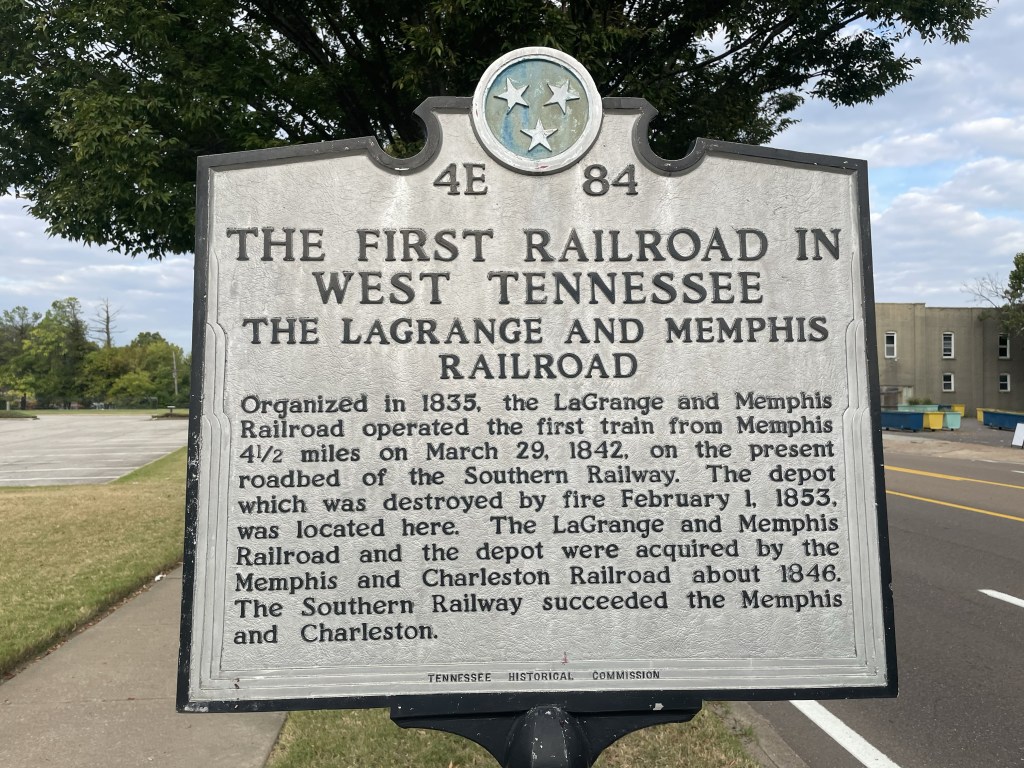 4E 84
THE FIRST RAILROAD IN
WEST TENNESSEE
THE LAGRANGE AND MEMPHIS
RAILROAD
Organized in 1835, the LaGrange and Memphis
Railroad operated the first train from Memphis
4½ miles on March 29, 1842, on the present
roadbed of the Southern Railway. The depot
which was destroyed by fire February 1, 1853,
was located here. The LaGrange and Memphis
Railroad and the depot were acquired by the
Memphis and Charleston Railroad about 1846.
The Southern Railway succeeded the Memphis
and Charleston.
TENNESSEE HISTORICAL COMMISSION